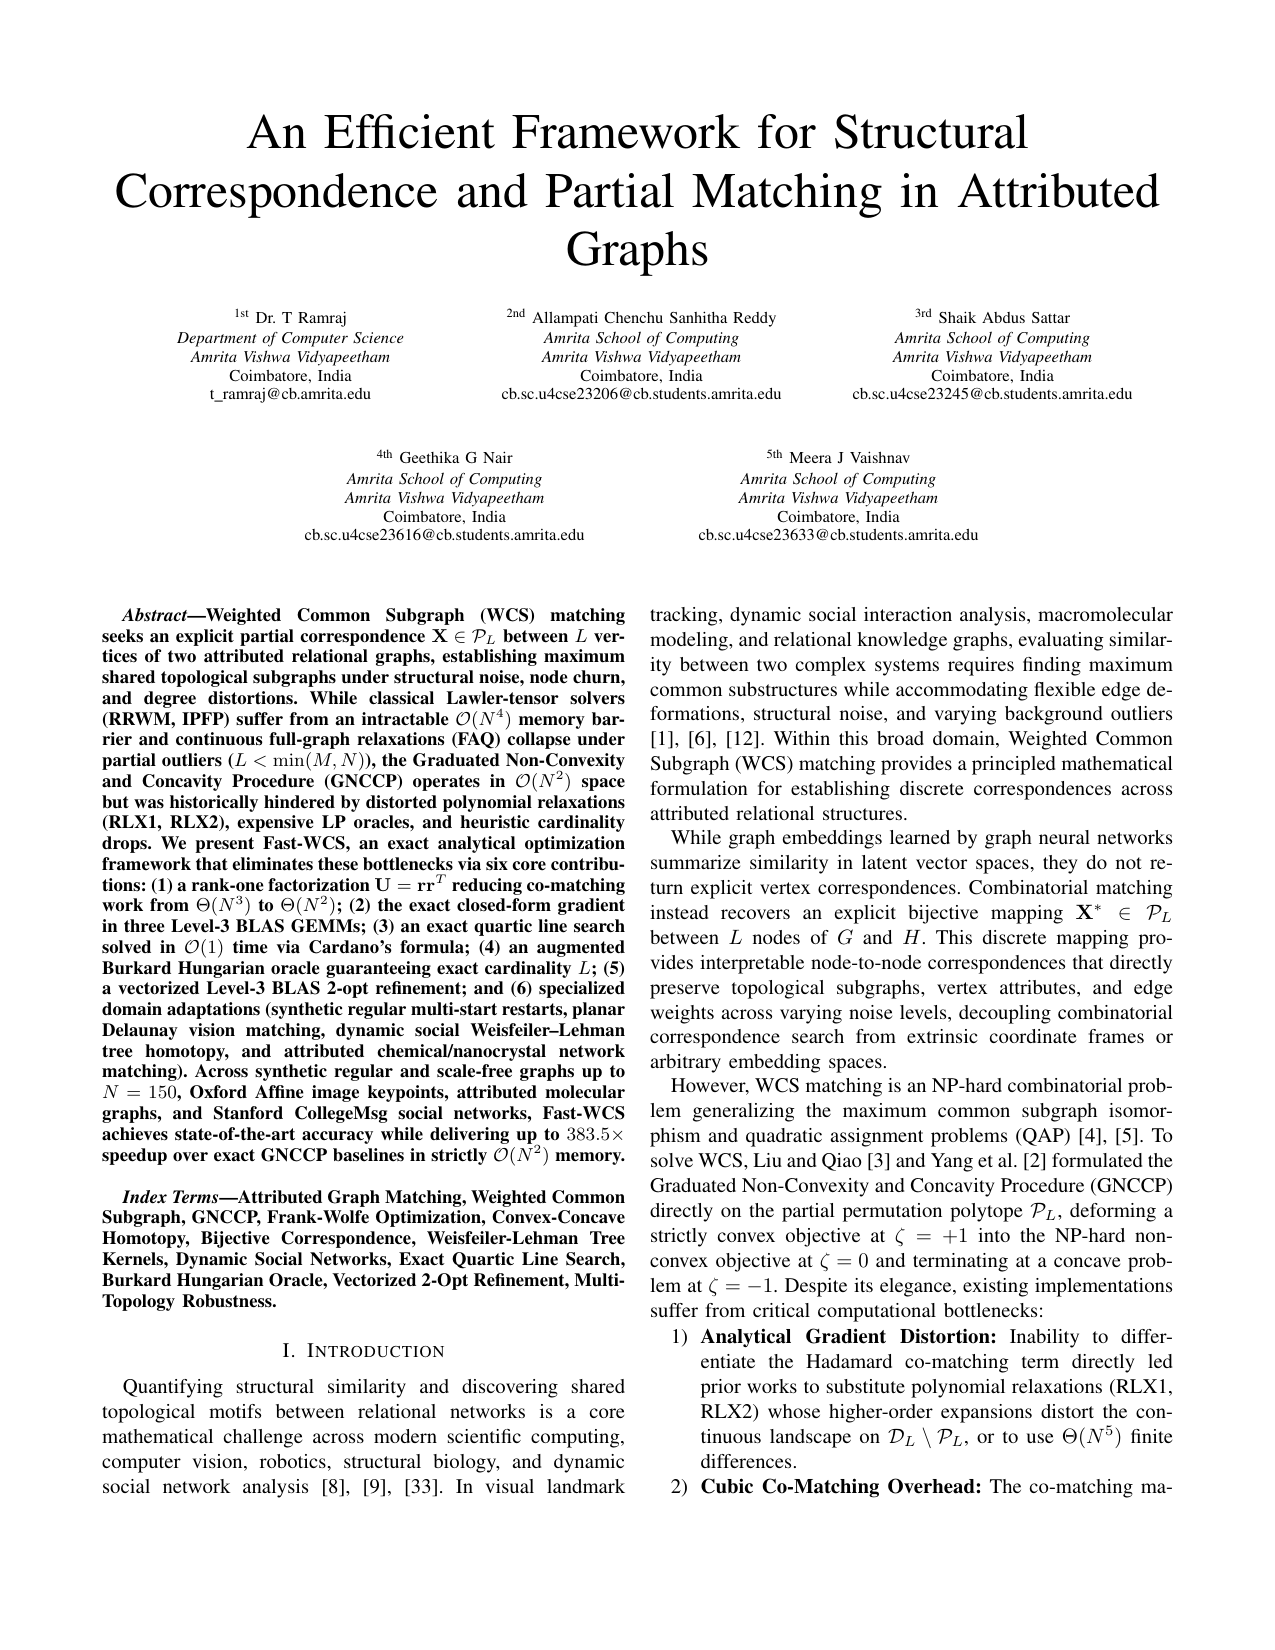 An Efficient Framework for Structural
Correspondence and Partial Matching in Attributed
Graphs
1st Dr. T Ramraj
Department of Computer Science
Amrita Vishwa Vidyapeetham
Coimbatore, India
t_ramraj@cb.amrita.edu
2nd Allampati Chenchu Sanhitha Reddy
Amrita School of Computing
Amrita Vishwa Vidyapeetham
Coimbatore, India
cb.sc.u4cse23206@cb.students.amrita.edu
3rd Shaik Abdus Sattar
Amrita School of Computing
Amrita Vishwa Vidyapeetham
Coimbatore, India
cb.sc.u4cse23245@cb.students.amrita.edu
4th Geethika G Nair
Amrita School of Computing
Amrita Vishwa Vidyapeetham
Coimbatore, India
cb.sc.u4cse23616@cb.students.amrita.edu
5th Meera J Vaishnav
Amrita School of Computing
Amrita Vishwa Vidyapeetham
Coimbatore, India
cb.sc.u4cse23633@cb.students.amrita.edu
Abstract—Weighted Common Subgraph (WCS) matching
seeks an explicit partial correspondence X ∈ P_L between L ver-
tices of two attributed relational graphs, establishing maximum
shared topological subgraphs under structural noise, node churn,
and degree distortions. While classical Lawler-tensor solvers
(RRWM, IPFP) suffer from an intractable O(N⁴) memory bar-
rier and continuous full-graph relaxations (FAQ) collapse under
partial outliers (L < min(M, N)), the Graduated Non-Convexity
and Concavity Procedure (GNCCP) operates in O(N²) space
but was historically hindered by distorted polynomial relaxations
(RLX1, RLX2), expensive LP oracles, and heuristic cardinality
drops. We present Fast-WCS, an exact analytical optimization
framework that eliminates these bottlenecks via six core contribu-
tions: (1) a rank-one factorization U = rrᵀ reducing co-matching
work from Θ(N³) to Θ(N²); (2) the exact closed-form gradient
in three Level-3 BLAS GEMMs; (3) an exact quartic line search
solved in O(1) time via Cardano's formula; (4) an augmented
Burkard Hungarian oracle guaranteeing exact cardinality L; (5)
a vectorized Level-3 BLAS 2-opt refinement; and (6) specialized
domain adaptations (synthetic regular multi-start restarts, planar
Delaunay vision matching, dynamic social Weisfeiler–Lehman
tree homotopy, and attributed chemical/nanocrystal network
matching). Across synthetic regular and scale-free graphs up to
N = 150, Oxford Affine image keypoints, attributed molecular
graphs, and Stanford CollegeMsg social networks, Fast-WCS
achieves state-of-the-art accuracy while delivering up to 383.5×
speedup over exact GNCCP baselines in strictly O(N²) memory.
Index Terms—Attributed Graph Matching, Weighted Common
Subgraph, GNCCP, Frank-Wolfe Optimization, Convex-Concave
Homotopy, Bijective Correspondence, Weisfeiler-Lehman Tree
Kernels, Dynamic Social Networks, Exact Quartic Line Search,
Burkard Hungarian Oracle, Vectorized 2-Opt Refinement, Multi-
Topology Robustness.
I. INTRODUCTION
Quantifying structural similarity and discovering shared
topological motifs between relational networks is a core
mathematical challenge across modern scientific computing,
computer vision, robotics, structural biology, and dynamic
social network analysis [8], [9], [33]. In visual landmark
tracking, dynamic social interaction analysis, macromolecular
modeling, and relational knowledge graphs, evaluating similar-
ity between two complex systems requires finding maximum
common substructures while accommodating flexible edge de-
formations, structural noise, and varying background outliers
[1], [6], [12]. Within this broad domain, Weighted Common
Subgraph (WCS) matching provides a principled mathematical
formulation for establishing discrete correspondences across
attributed relational structures.
While graph embeddings learned by graph neural networks
summarize similarity in latent vector spaces, they do not re-
turn explicit vertex correspondences. Combinatorial matching
instead recovers an explicit bijective mapping X* ∈ P_L
between L nodes of G and H. This discrete mapping pro-
vides interpretable node-to-node correspondences that directly
preserve topological subgraphs, vertex attributes, and edge
weights across varying noise levels, decoupling combinatorial
correspondence search from extrinsic coordinate frames or
arbitrary embedding spaces.
However, WCS matching is an NP-hard combinatorial prob-
lem generalizing the maximum common subgraph isomor-
phism and quadratic assignment problems (QAP) [4], [5]. To
solve WCS, Liu and Qiao [3] and Yang et al. [2] formulated the
Graduated Non-Convexity and Concavity Procedure (GNCCP)
directly on the partial permutation polytope P_L, deforming a
strictly convex objective at ζ = +1 into the NP-hard non-
convex objective at ζ = 0 and terminating at a concave prob-
lem at ζ = −1. Despite its elegance, existing implementations
suffer from critical computational bottlenecks:
1) Analytical Gradient Distortion: Inability to differ-
entiate the Hadamard co-matching term directly led
prior works to substitute polynomial relaxations (RLX1,
RLX2) whose higher-order expansions distort the con-
tinuous landscape on D_L \ P_L, or to use Θ(N⁵) finite
differences.
2) Cubic Co-Matching Overhead: The co-matching ma-